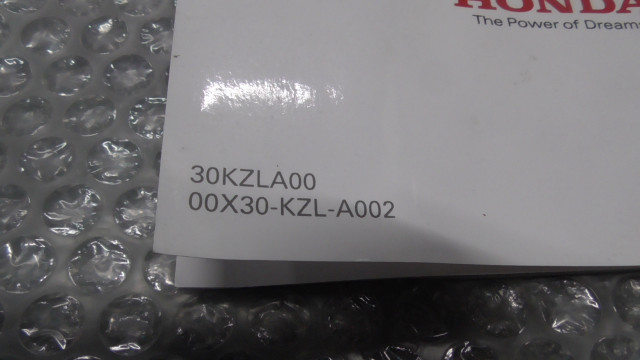 HONDA
The Power of Dreams
30KZLA00
00X30-KZL-A002